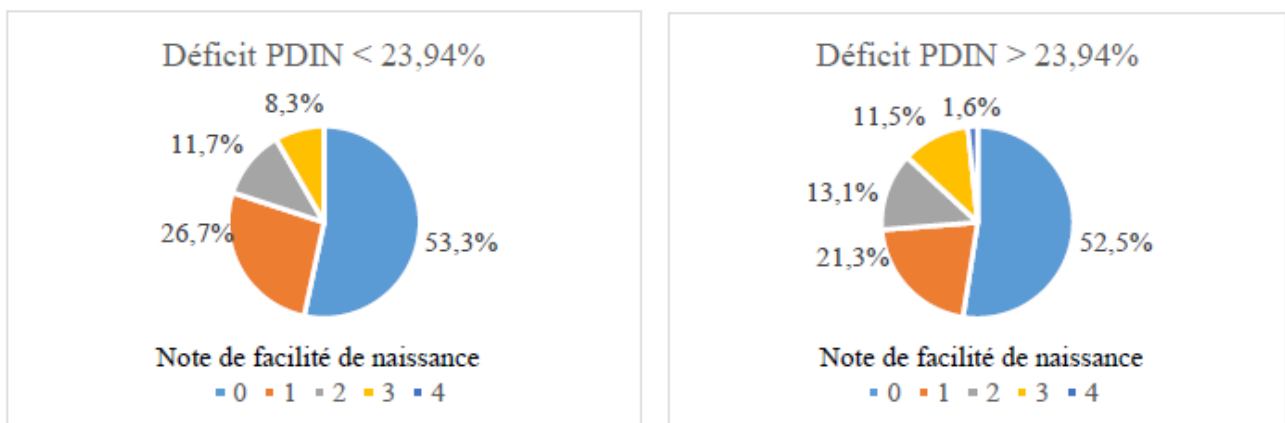 Déficit PDIN < 23,94%
8,3%
11,7%
26,7%
53,3%
Note de facilité de naissance
0 1 2 3 4
Déficit PDIN > 23,94%
1,6%
11,5%
13,1%
21,3%
52,5%
Note de facilité de naissance
0 1 2 3 4